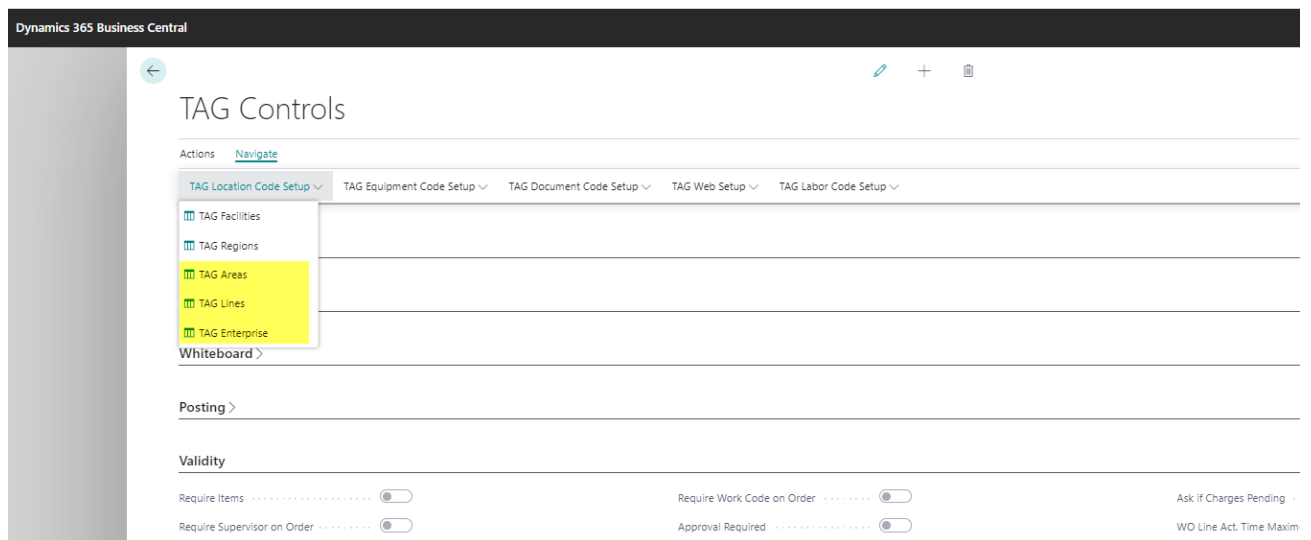 Dynamics 365 Business Central
TAG Controls
Actions Navigate
TAG Location Code Setup TAG Equipment Code Setup TAG Document Code Setup TAG Web Setup TAG Labor Code Setup
TAG Facilities
TAG Regions
TAG Areas
TAG Lines
TAG Enterprise
Whiteboard
Posting
Validity
Require Items Require Work Code on Order Ask if Charges Pending
Require Supervisor on Order Approval Required WO Line Act. Time Maxim